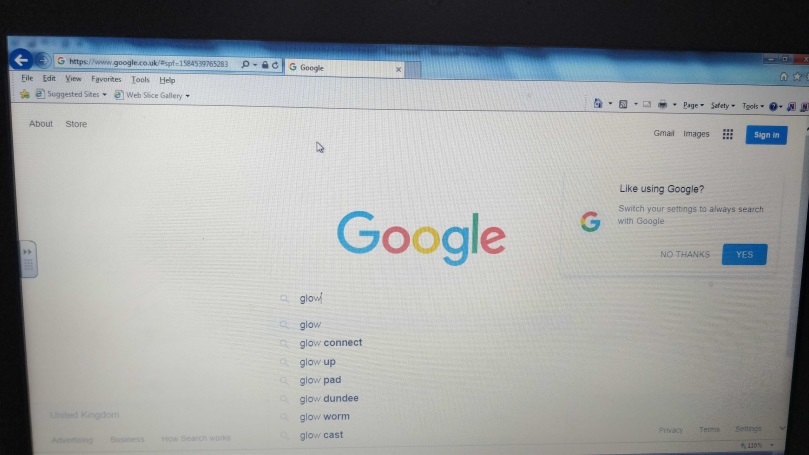 https://www.google.co.uk/#spf=1584539765283
Google
File Edit View Favorites Tools Help
Suggested Sites Web Slice Gallery
Page Safety Tools
About Store
Gmail Images Sign in
Like using Google?
Switch your settings to always search
with Google
NO THANKS YES
Google
glow
glow
glow connect
glow up
glow pad
glow dundee
glow worm
glow cast
United Kingdom
Advertising Business How Search works
Privacy Terms Settings
110%